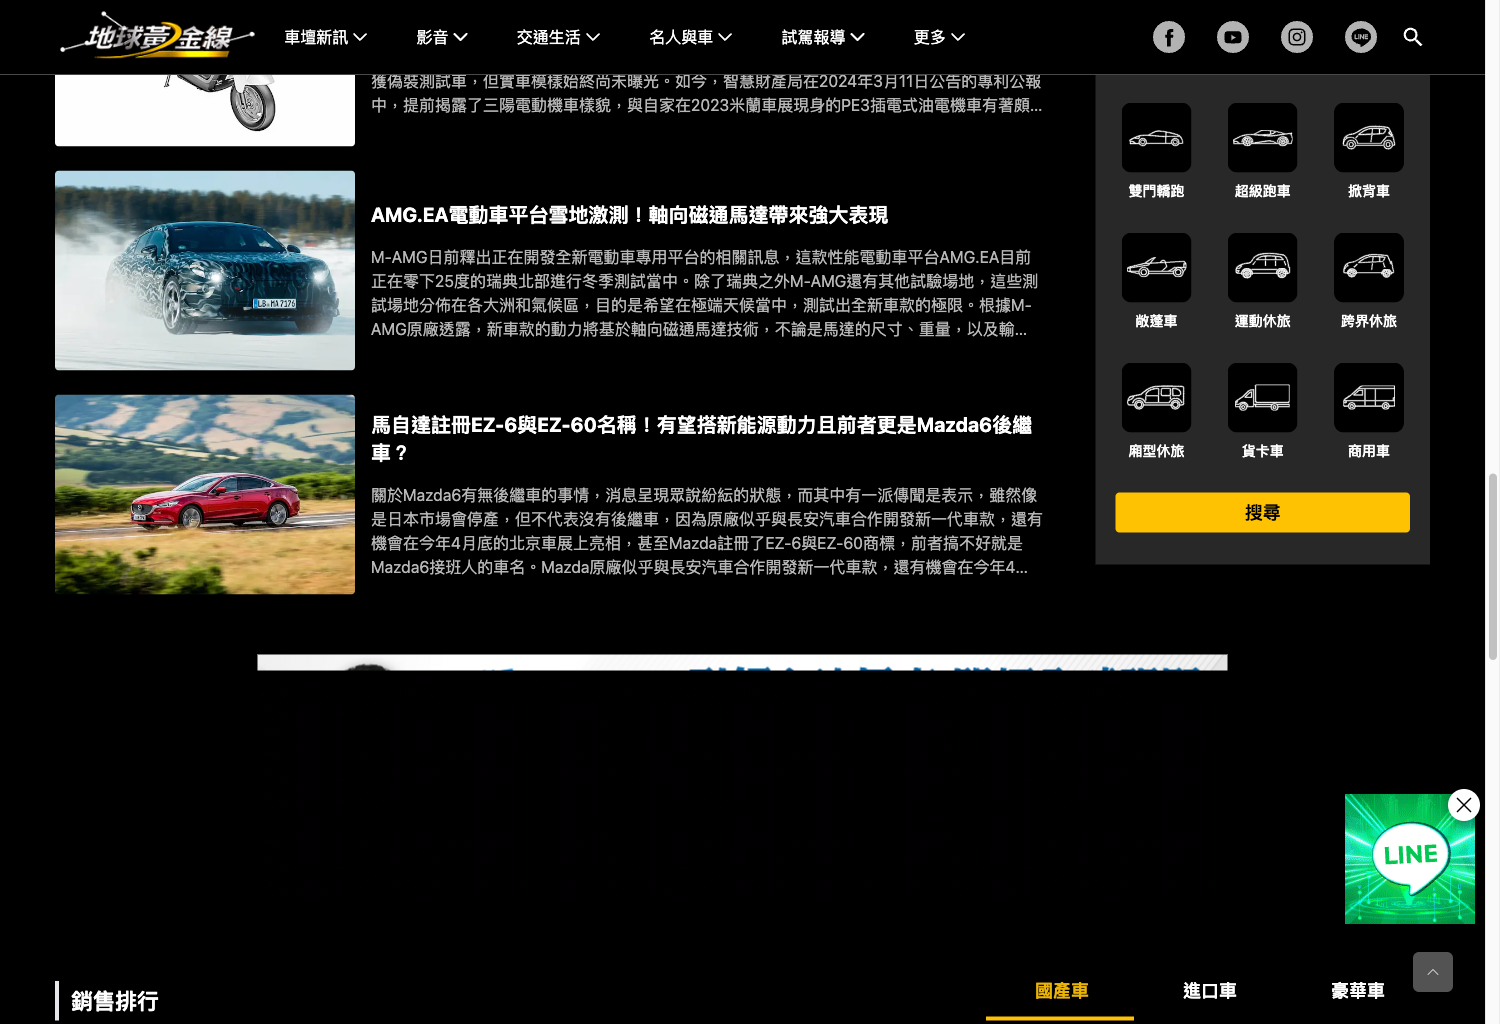 地球黃金線
車壇新訊
影音
交通生活
名人與車
試駕報導
更多
LINE
獲偽裝測試車，但實車模樣始終尚未曝光。如今，智慧財產局在2024年3月11日公告的專利公報
中，提前揭露了三陽電動機車樣貌，與自家在2023米蘭車展現身的PE3插電式油電機車有著頗...
AMG.EA電動車平台雪地激測！軸向磁通馬達帶來強大表現
M-AMG日前釋出正在開發全新電動車專用平台的相關訊息，這款性能電動車平台AMG.EA目前
正在零下25度的瑞典北部進行冬季測試當中。除了瑞典之外M-AMG還有其他試驗場地，這些測
試場地分佈在各大洲和氣候區，目的是希望在極端天候當中，測試出全新車款的極限。根據M-
AMG原廠透露，新車款的動力將基於軸向磁通馬達技術，不論是馬達的尺寸、重量，以及輸...
LB·MA 7176
馬自達註冊EZ-6與EZ-60名稱！有望搭新能源動力且前者更是Mazda6後繼
車？
關於Mazda6有無後繼車的事情，消息呈現眾說紛紜的狀態，而其中有一派傳聞是表示，雖然像
是日本市場會停產，但不代表沒有後繼車，因為原廠似乎與長安汽車合作開發新一代車款，還有
機會在今年4月底的北京車展上亮相，甚至Mazda註冊了EZ-6與EZ-60商標，前者搞不好就是
Mazda6接班人的車名。Mazda原廠似乎與長安汽車合作開發新一代車款，還有機會在今年4...
雙門轎跑
超級跑車
掀背車
敞蓬車
運動休旅
跨界休旅
廂型休旅
貨卡車
商用車
搜尋
LINE
銷售排行
國產車
進口車
豪華車